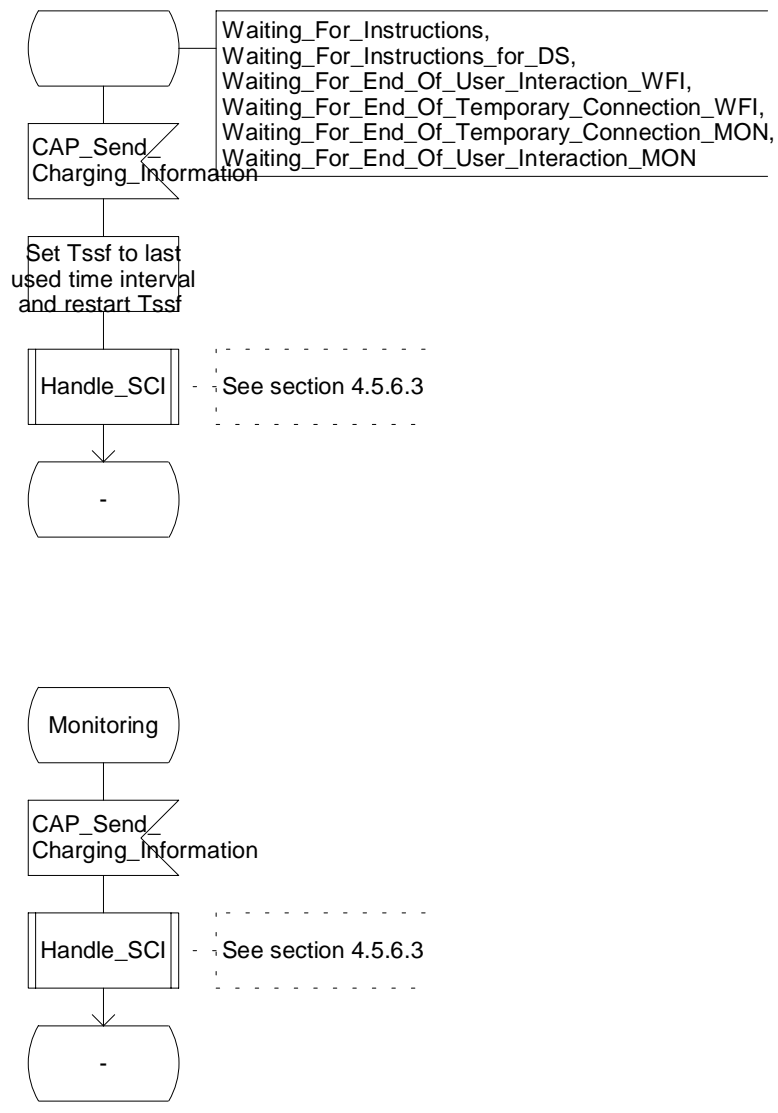 Waiting_For_Instructions,
Waiting_For_Instructions_for_DS,
Waiting_For_End_Of_User_Interaction_WFI,
Waiting_For_End_Of_Temporary_Connection_WFI,
Waiting_For_End_Of_Temporary_Connection_MON,
Waiting_For_End_Of_User_Interaction_MON
CAP_Send_
Charging_Information
Set Tssf to last
used time interval
and restart Tssf
Handle_SCI
See section 4.5.6.3
-
Monitoring
CAP_Send_
Charging_Information
Handle_SCI
See section 4.5.6.3
-